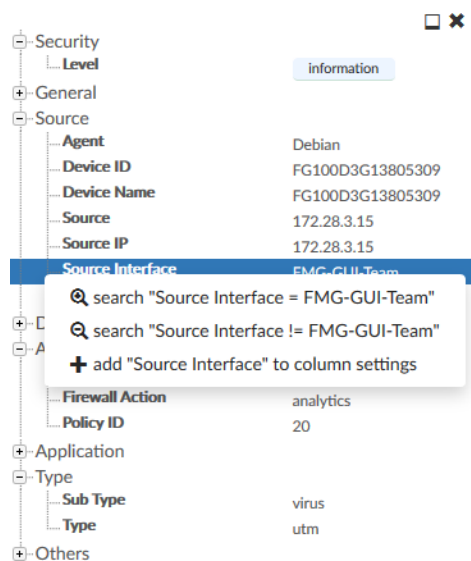 Security
Level information
General
Source
Agent Debian
Device ID FG100D3G13805309
Device Name FG100D3G13805309
Source 172.28.3.15
Source IP 172.28.3.15
Source Interface FMG-GUI-Team
search "Source Interface = FMG-GUI-Team"
D
search "Source Interface != FMG-GUI-Team"
A
add "Source Interface" to column settings
Firewall Action analytics
Policy ID 20
Application
Type
Sub Type virus
Type utm
Others